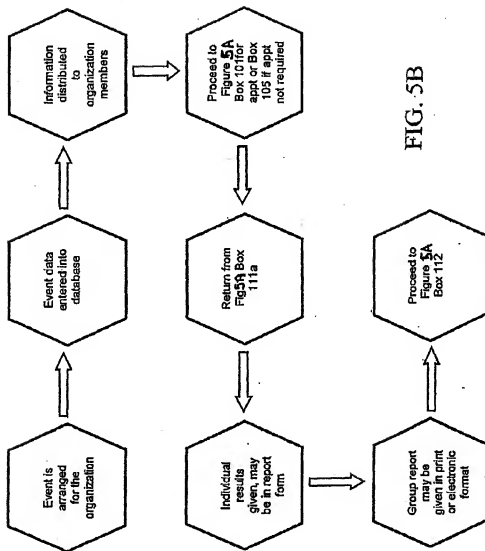 Event is
arranged
for the
organization
Event data
entered into
database
Information
distributed
to
organization
members
Proceed to
Figure 5A
Box 101for
appt or Box
105 if appt
not required
Return from
Fig5A Box
111a
Individual
results
given, may
be in report
form
Group report
may be
given in print
or electronic
format
Proceed to
Figure 5A
Box 112
FIG. 5B